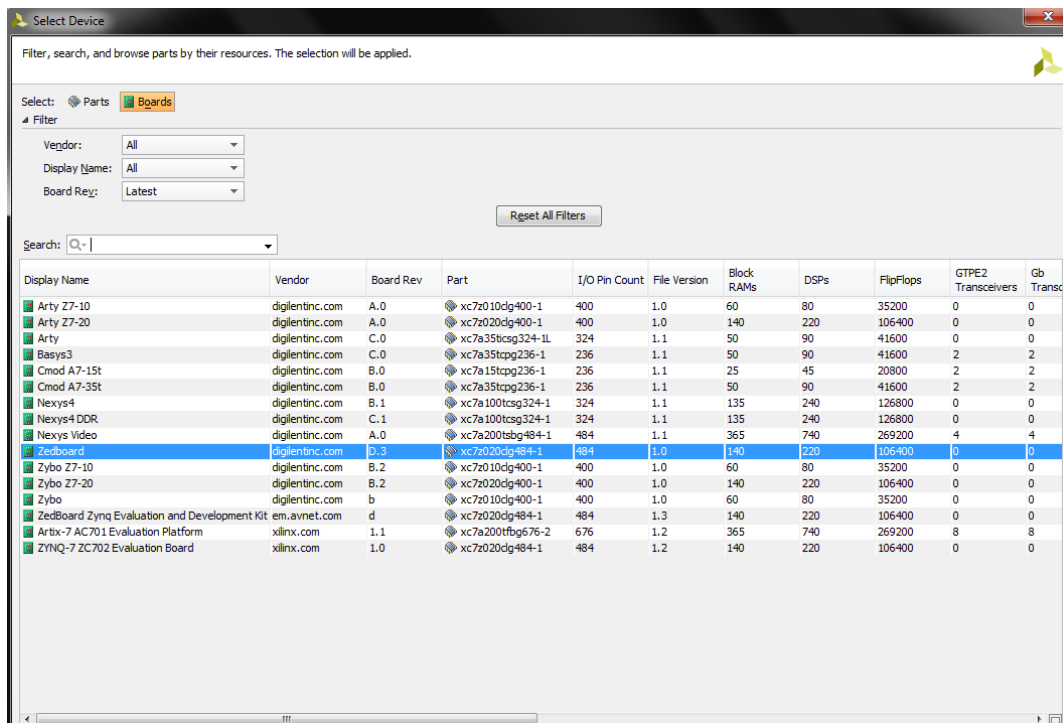 Select Device
x
Filter, search, and browse parts by their resources. The selection will be applied.
Select: Parts Boards
Filter
Vendor: All
Display Name: All
Board Rev: Latest
Reset All Filters
Search:
Display Name Vendor Board Rev Part I/O Pin Count File Version Block RAMs DSPs FlipFlops GTPE2 Transceivers Gb Transc
Arty Z7-10 digilentinc.com A.0 xc7z010clg400-1 400 1.0 60 80 35200 0 0
Arty Z7-20 digilentinc.com A.0 xc7z020clg400-1 400 1.0 140 220 106400 0 0
Arty digilentinc.com C.0 xc7a35ticsg324-1L 324 1.1 50 90 41600 0 0
Basys3 digilentinc.com C.0 xc7a35tcpg236-1 236 1.1 50 90 41600 2 2
Cmod A7-15t digilentinc.com B.0 xc7a15tcpg236-1 236 1.1 25 45 20800 2 2
Cmod A7-35t digilentinc.com B.0 xc7a35tcpg236-1 236 1.1 50 90 41600 2 2
Nexys4 digilentinc.com B.1 xc7a100tcsg324-1 324 1.1 135 240 126800 0 0
Nexys4 DDR digilentinc.com C.1 xc7a100tcsg324-1 324 1.1 135 240 126800 0 0
Nexys Video digilentinc.com A.0 xc7a200tsbg484-1 484 1.1 365 740 269200 4 4
Zedboard digilentinc.com D.3 xc7z020clg484-1 484 1.0 140 220 106400 0 0
Zybo Z7-10 digilentinc.com B.2 xc7z010clg400-1 400 1.0 60 80 35200 0 0
Zybo Z7-20 digilentinc.com B.2 xc7z020clg400-1 400 1.0 140 220 106400 0 0
Zybo digilentinc.com b xc7z010clg400-1 400 1.0 60 80 35200 0 0
ZedBoard Zynq Evaluation and Development Kit em.avnet.com d xc7z020clg484-1 484 1.3 140 220 106400 0 0
Artix-7 AC701 Evaluation Platform xilinx.com 1.1 xc7a200tfbg676-2 676 1.2 365 740 269200 8 8
ZYNQ-7 ZC702 Evaluation Board xilinx.com 1.0 xc7z020clg484-1 484 1.2 140 220 106400 0 0